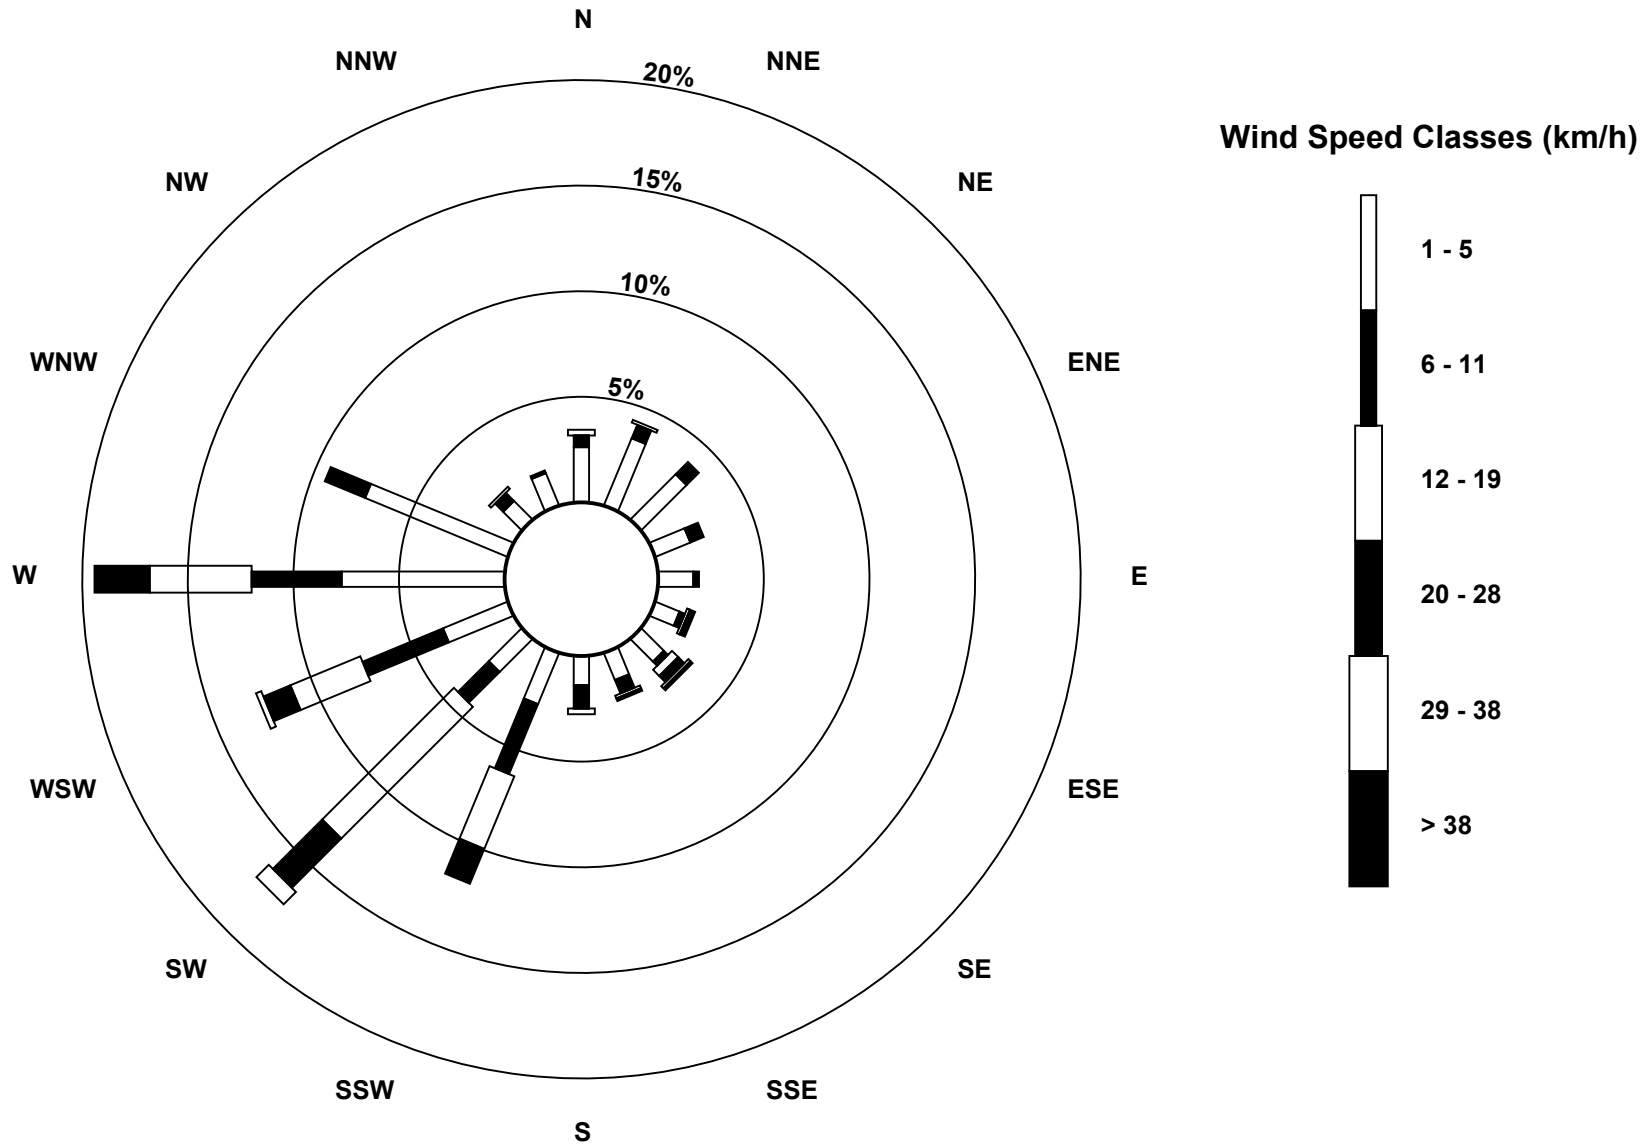 N
NNW
NNE
20%
Wind Speed Classes (km/h)
NW
15%
NE
1 - 5
10%
WNW
ENE
6 - 11
5%
12 - 19
W
E
20 - 28
29 - 38
WSW
ESE
> 38
SW
SE
SSW
SSE
S